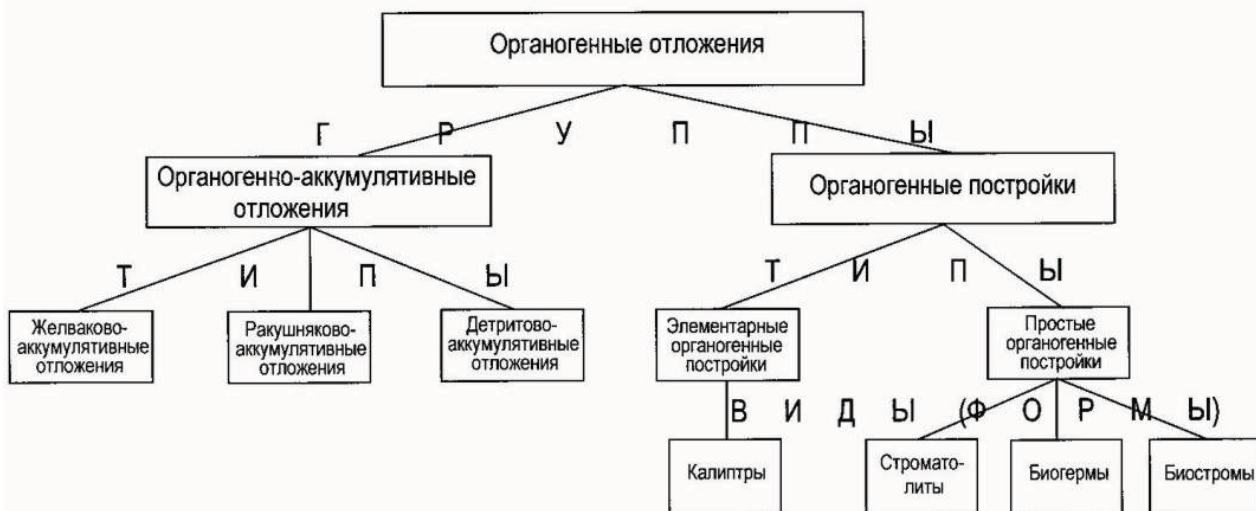 Органогенные отложения
Г Р У П П Ы
Органогенно-аккумулятивные
отложения
Органогенные постройки
Т И П Ы
Т И П Ы
Желваково-
аккумулятивные
отложения
Ракушняково-
аккумулятивные
отложения
Детритово-
аккумулятивные
отложения
Элементарные
органогенные
постройки
Простые
органогенные
постройки
В И Д Ы (Ф О Р М Ы)
Калиптры
Стромато-
литы
Биогермы
Биостромы